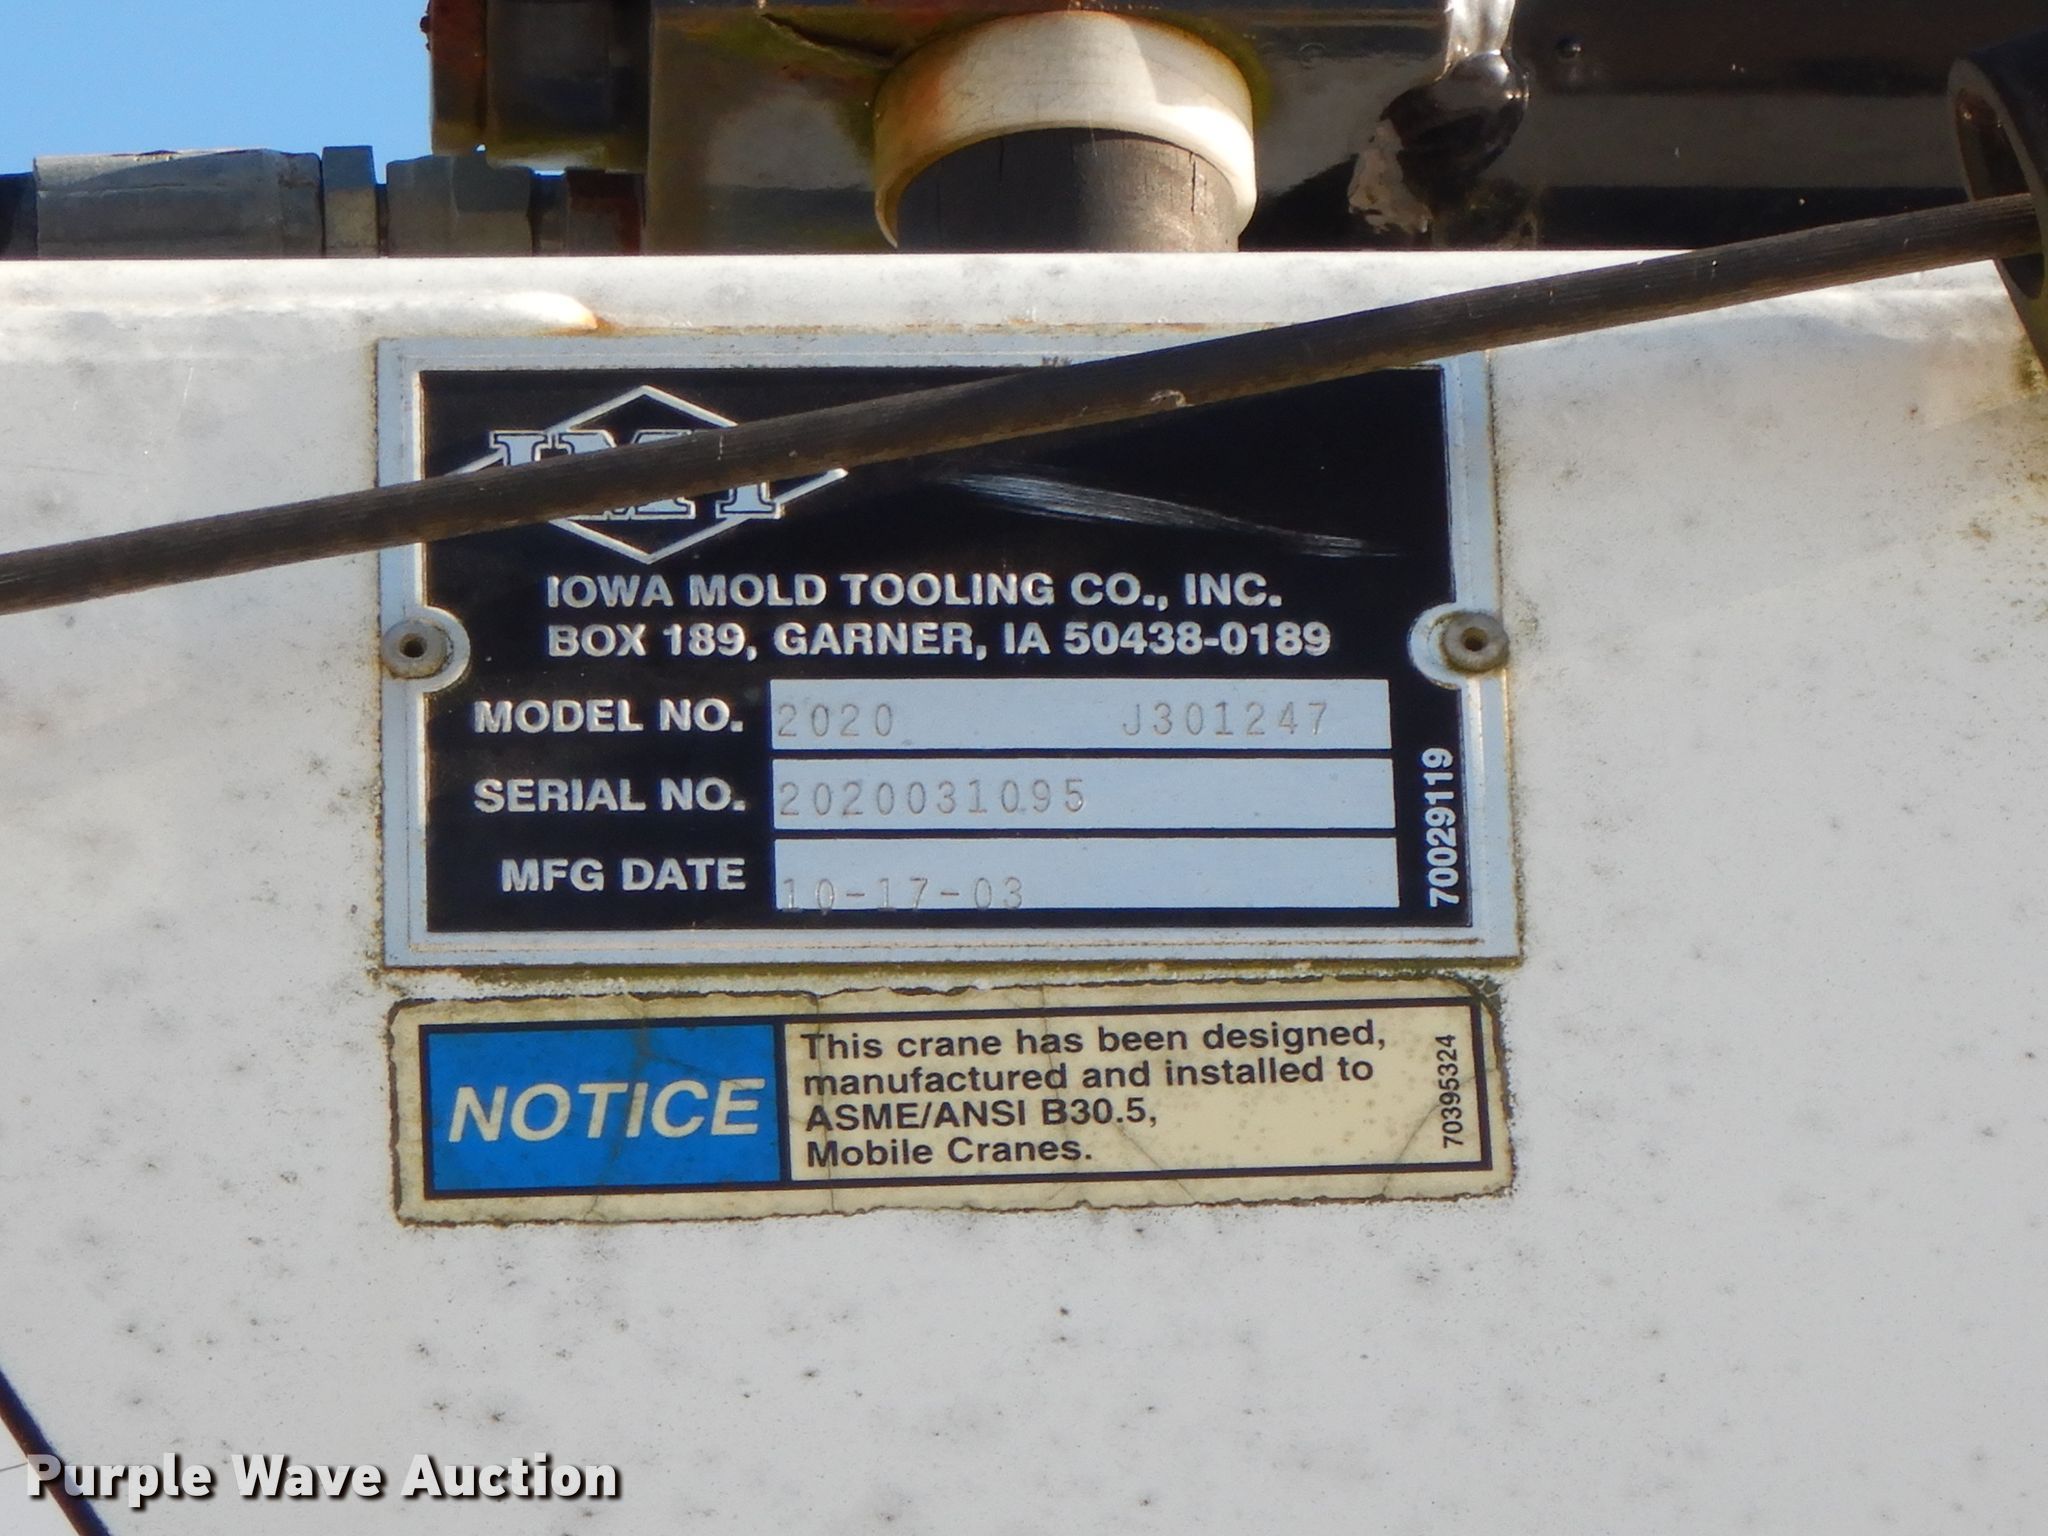 IMT
IOWA MOLD TOOLING CO., INC.
BOX 189, GARNER, IA 50438-0189
MODEL NO. 2020 J301247
SERIAL NO. 2020031095
MFG DATE 10-17-03
70029119
NOTICE
This crane has been designed,
manufactured and installed to
ASME/ANSI B30.5,
Mobile Cranes.
70395324
Purple Wave Auction